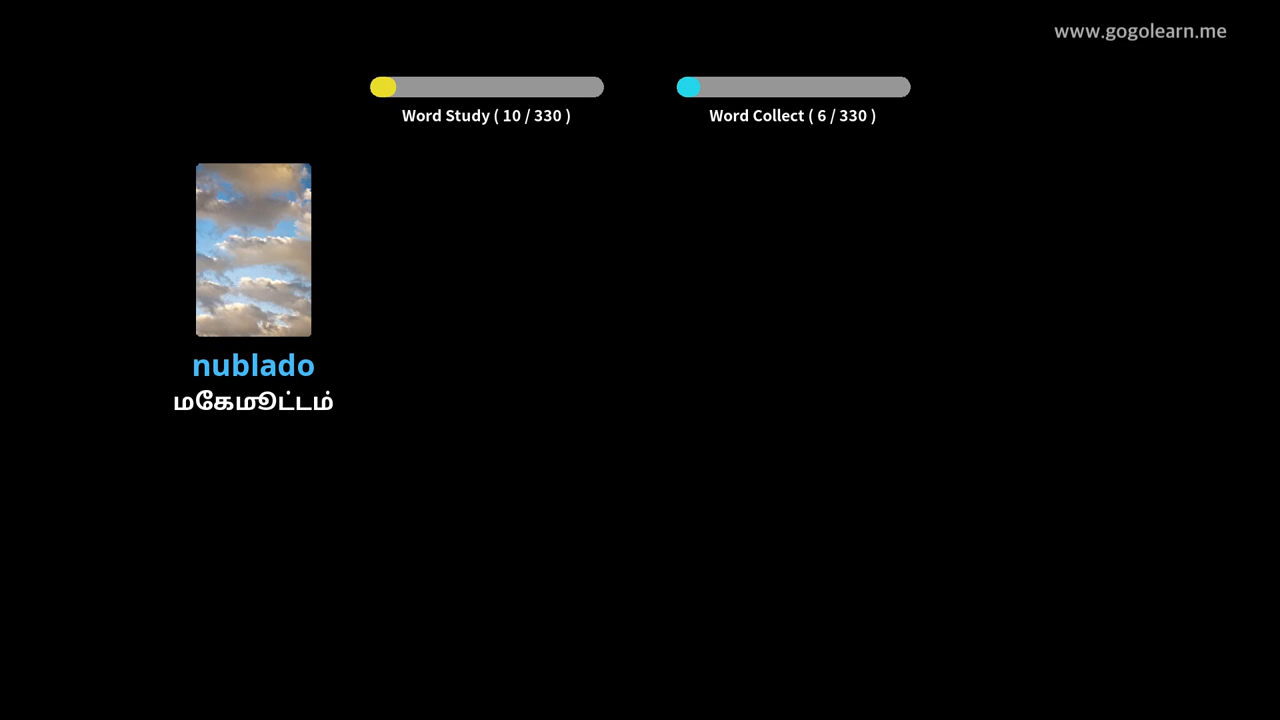 www.gogolearn.me
Word Study ( 10 / 330 )
Word Collect ( 6 / 330 )
nublado
மகேமூட்டம்